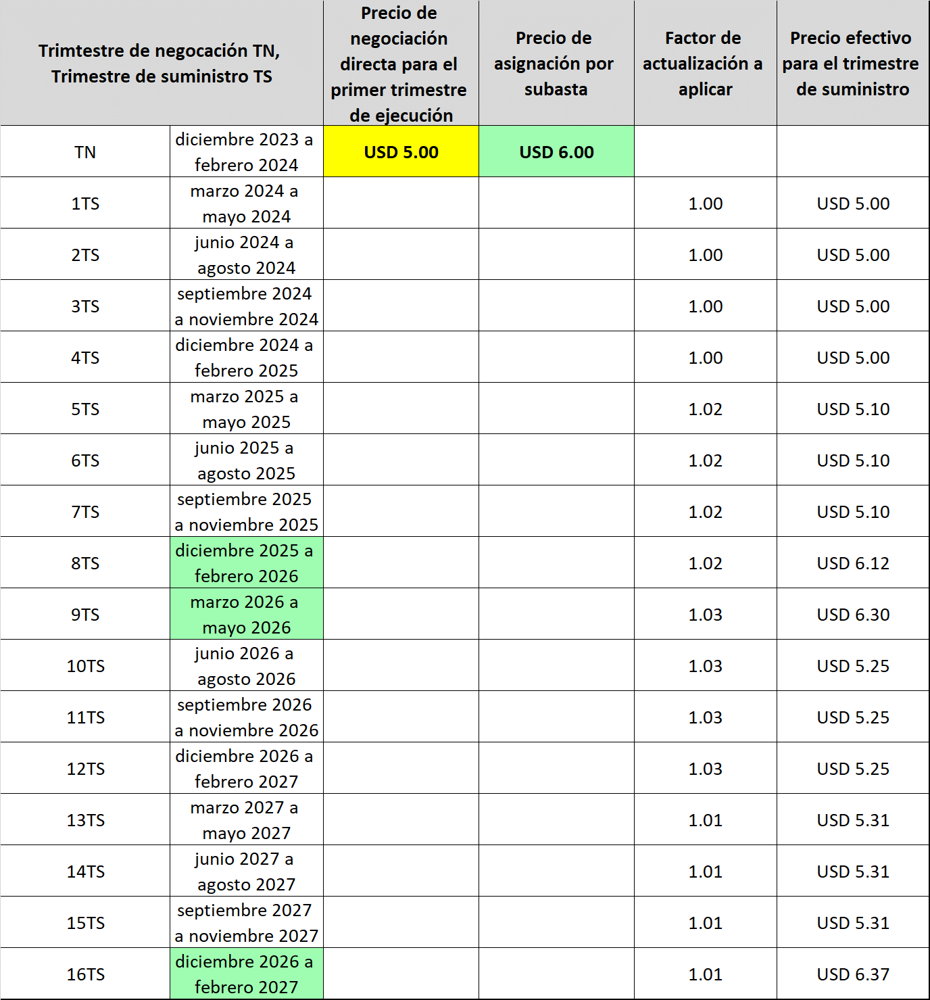 Trimtestre de negocación TN,
Trimestre de suministro TS
Precio de
negociación
directa para el
primer trimestre
de ejecución
Precio de
asignación por
subasta
Factor de
actualización a
aplicar
Precio efectivo
para el trimestre
de suministro
TN
diciembre 2023 a
febrero 2024
USD 5.00
USD 6.00
1TS
marzo 2024 a
mayo 2024
1.00
USD 5.00
2TS
junio 2024 a
agosto 2024
1.00
USD 5.00
3TS
septiembre 2024
a noviembre 2024
1.00
USD 5.00
4TS
diciembre 2024 a
febrero 2025
1.00
USD 5.00
5TS
marzo 2025 a
mayo 2025
1.02
USD 5.10
6TS
junio 2025 a
agosto 2025
1.02
USD 5.10
7TS
septiembre 2025
a noviembre 2025
1.02
USD 5.10
8TS
diciembre 2025 a
febrero 2026
1.02
USD 6.12
9TS
marzo 2026 a
mayo 2026
1.03
USD 6.30
10TS
junio 2026 a
agosto 2026
1.03
USD 5.25
11TS
septiembre 2026
a noviembre 2026
1.03
USD 5.25
12TS
diciembre 2026 a
febrero 2027
1.03
USD 5.25
13TS
marzo 2027 a
mayo 2027
1.01
USD 5.31
14TS
junio 2027 a
agosto 2027
1.01
USD 5.31
15TS
septiembre 2027
a noviembre 2027
1.01
USD 5.31
16TS
diciembre 2026 a
febrero 2027
1.01
USD 6.37